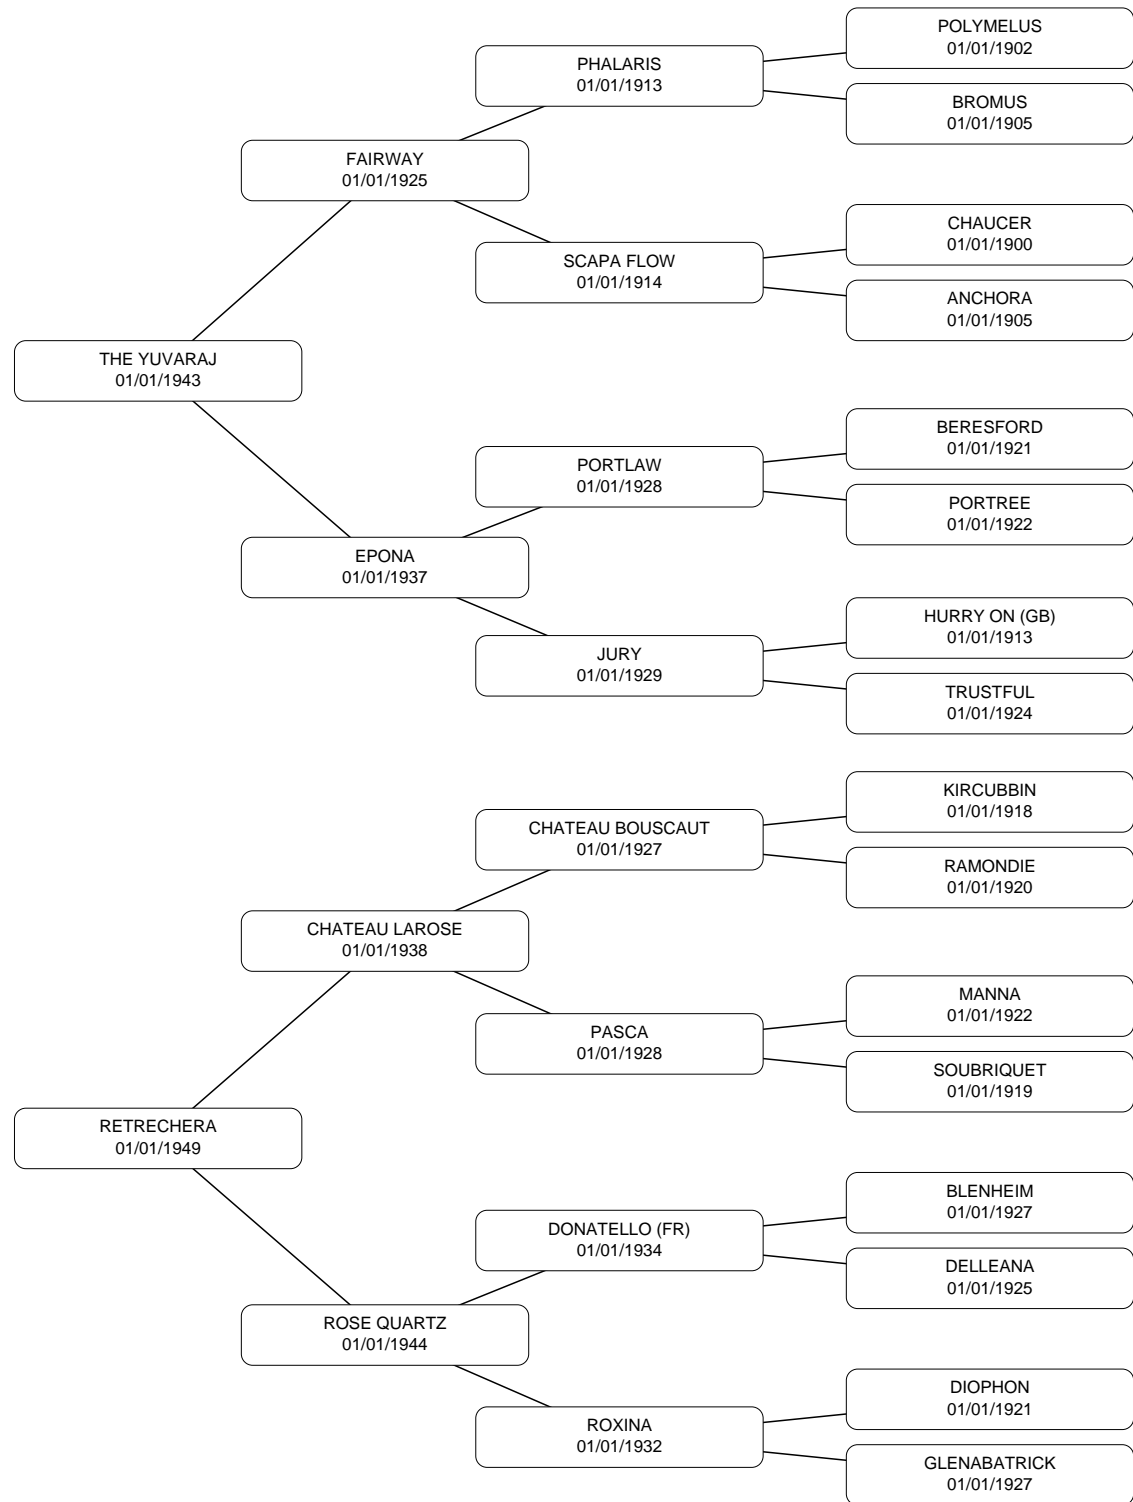 POLYMELUS
01/01/1902
PHALARIS
01/01/1913
BROMUS
01/01/1905
FAIRWAY
01/01/1925
CHAUCER
01/01/1900
SCAPA FLOW
01/01/1914
ANCHORA
01/01/1905
THE YUVARAJ
01/01/1943
BERESFORD
01/01/1921
PORTLAW
01/01/1928
PORTREE
01/01/1922
EPONA
01/01/1937
HURRY ON (GB)
01/01/1913
JURY
01/01/1929
TRUSTFUL
01/01/1924
KIRCUBBIN
01/01/1918
CHATEAU BOUSCAUT
01/01/1927
RAMONDIE
01/01/1920
CHATEAU LAROSE
01/01/1938
MANNA
01/01/1922
PASCA
01/01/1928
SOUBRIQUET
01/01/1919
RETRECHERA
01/01/1949
BLENHEIM
01/01/1927
DONATELLO (FR)
01/01/1934
DELLEANA
01/01/1925
ROSE QUARTZ
01/01/1944
DIOPHON
01/01/1921
ROXINA
01/01/1932
GLENABATRICK
01/01/1927